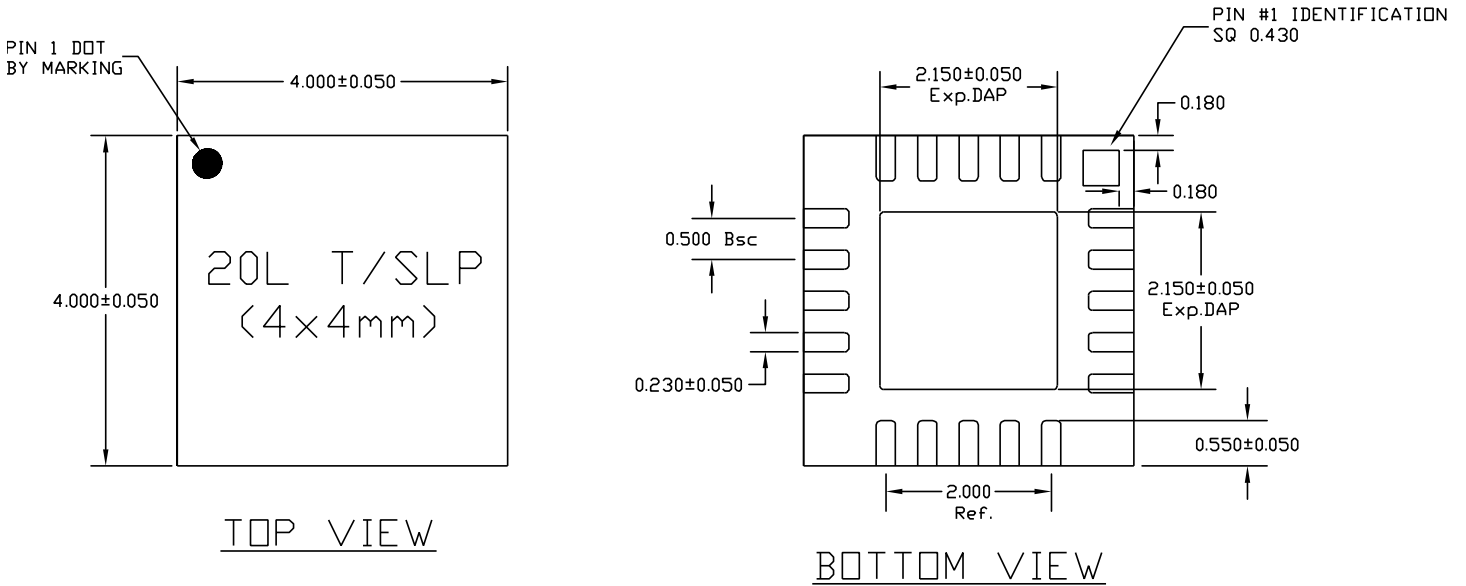 PIN 1 DOT
BY MARKING
4.000±0.050
4.000±0.050
20L T/SLP
(4x4mm)
TOP VIEW
PIN #1 IDENTIFICATION
SQ 0.430
2.150±0.050
Exp.DAP
0.180
0.180
0.500 Bsc
2.150±0.050
Exp.DAP
0.230±0.050
0.550±0.050
2.000
Ref.
BOTTOM VIEW